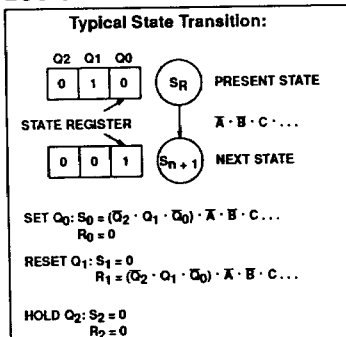 Typical State Transition:
Q2 Q1 Q0
0 1 0
SR
PRESENT STATE
STATE REGISTER
A̅ · B̅ · C · . . .
0 0 1
Sn + 1
NEXT STATE
SET Q0: S0 = (Q̅2 · Q1 · Q̅0) · A̅ · B̅ · C . . .
R0 = 0
RESET Q1: S1 = 0
R1 = (Q̅2 · Q1 · Q̅0) · A̅ · B̅ · C . . .
HOLD Q2: S2 = 0
R2 = 0